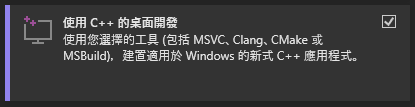 使用 C++ 的桌面開發
使用您選擇的工具 (包括 MSVC、Clang、CMake 或
MSBuild)，建置適用於 Windows 的新式 C++ 應用程式。